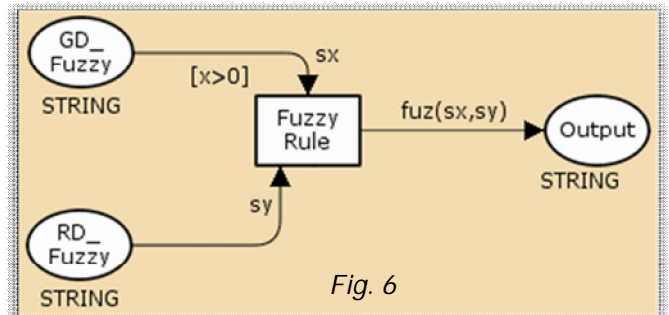 GD_
Fuzzy
STRING
sx
[x>0]
Fuzzy
Rule
fuz(sx,sy)
Output
STRING
sy
RD_
Fuzzy
STRING
Fig. 6